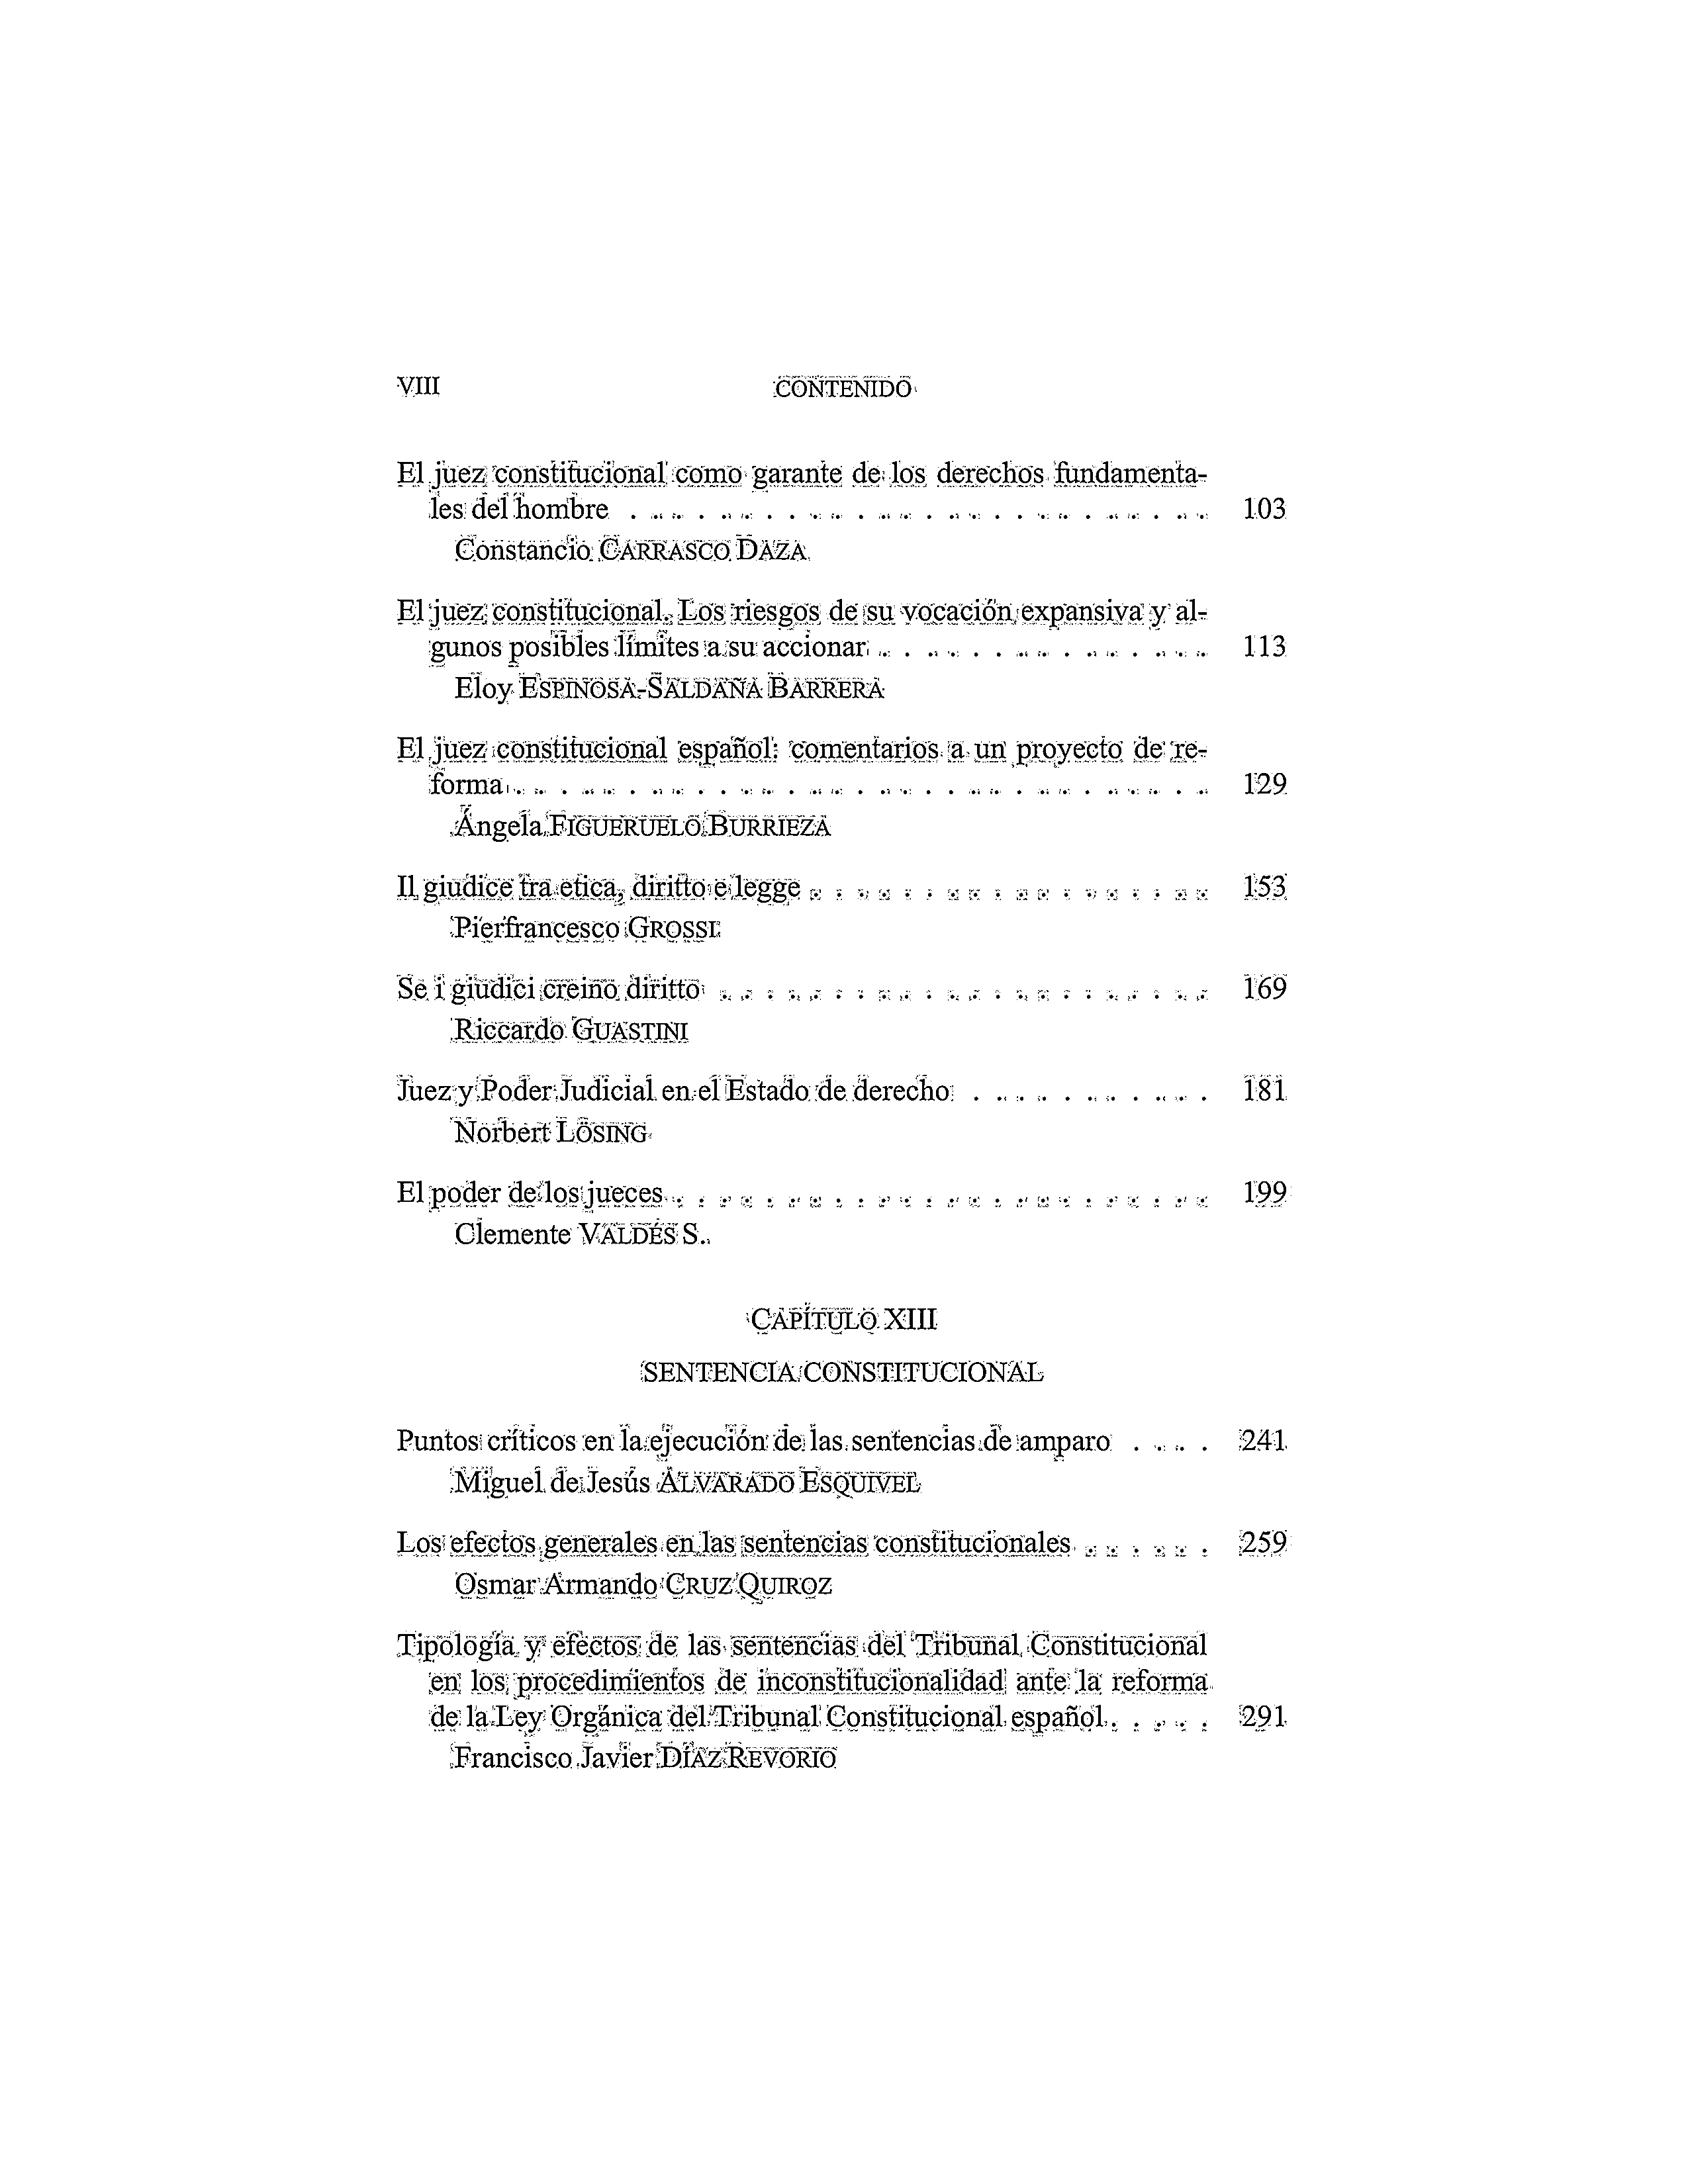 VIII CONTENIDO
El juez constitucional como garante de los derechos fundamenta-
les del hombre . . . . . . . . . . . . . . . . . . . . . . . . . . 103
Constancio CARRASCO DAZA
El juez constitucional. Los riesgos de su vocación expansiva y al-
gunos posibles límites a su accionar . . . . . . . . . . . . . . . 113
Eloy ESPINOSA-SALDAÑA BARRERA
El juez constitucional español: comentarios a un proyecto de re-
forma . . . . . . . . . . . . . . . . . . . . . . . . . . . . . . . 129
Ángela FIGUERUELO BURRIEZA
Il giudice tra etica, diritto e legge . . . . . . . . . . . . . . . . . . 153
Pierfrancesco GROSSI
Se i giudici creino diritto . . . . . . . . . . . . . . . . . . . . . . 169
Riccardo GUASTINI
Juez y Poder Judicial en el Estado de derecho . . . . . . . . . . . 181
Norbert LÖSING
El poder de los jueces . . . . . . . . . . . . . . . . . . . . . . . . 199
Clemente VALDÉS S.
CAPÍTULO XIII
SENTENCIA CONSTITUCIONAL
Puntos críticos en la ejecución de las sentencias de amparo . . . . 241
Miguel de Jesús ALVARADO ESQUIVEL
Los efectos generales en las sentencias constitucionales . . . . . . 259
Osmar Armando CRUZ QUIROZ
Tipología y efectos de las sentencias del Tribunal Constitucional
en los procedimientos de inconstitucionalidad ante la reforma
de la Ley Orgánica del Tribunal Constitucional español . . . . . 291
Francisco Javier DÍAZ REVORIO